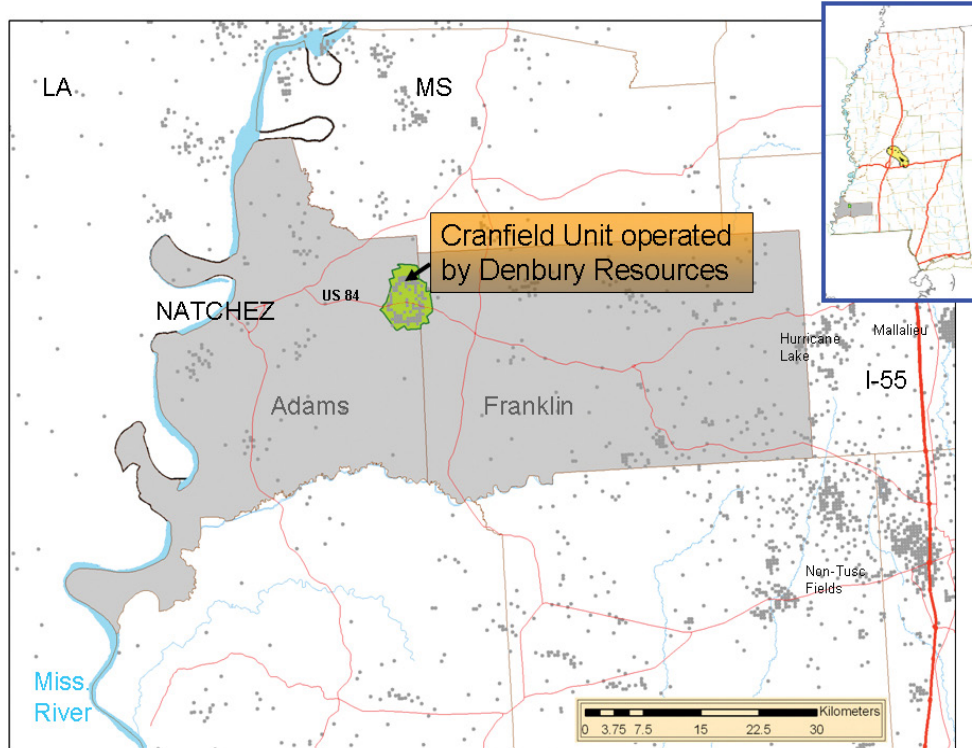 LA
MS
Cranfield Unit operated
by Denbury Resources
US 84
NATCHEZ
Hurricane
Lake
Mallalieu
I-55
Adams
Franklin
Non-Tusc
Fields
Miss.
River
Kilometers
0 3.75 7.5 15 22.5 30